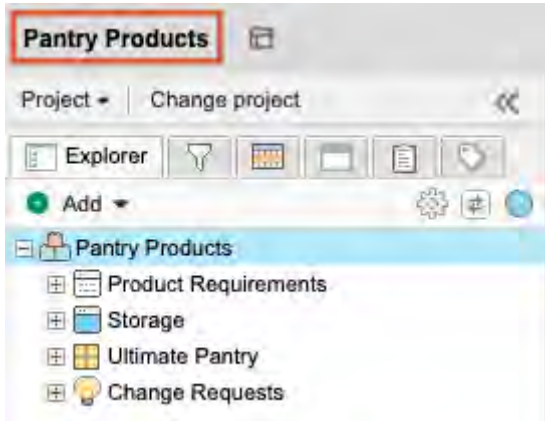 Pantry Products
Project Change project
Explorer
Add
Pantry Products
Product Requirements
Storage
Ultimate Pantry
Change Requests